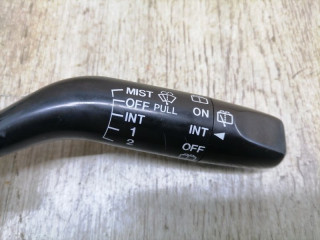 MIST
OFF PULL
INT
1
2
ON
INT
OFF